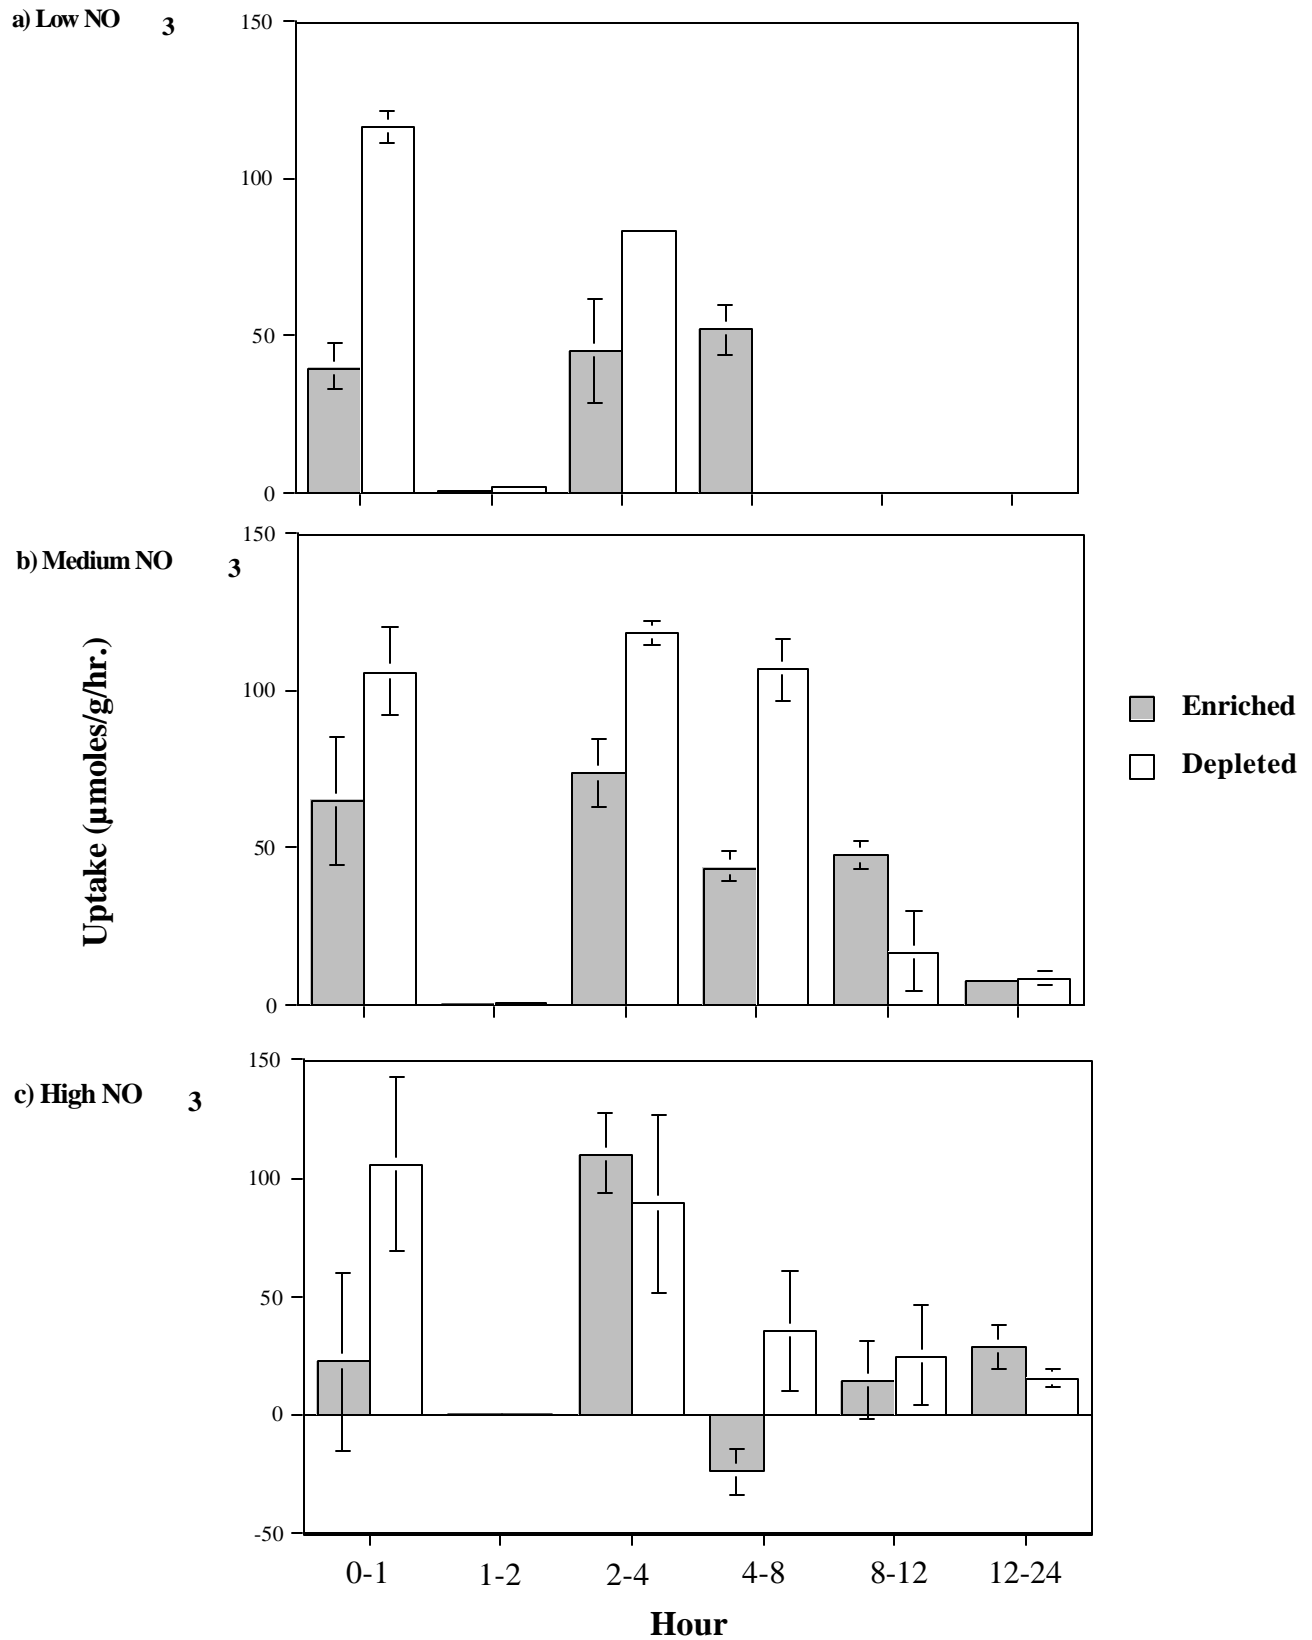 a) Low NO 3
150
100
50
0
b) Medium NO 3
150
100
50
0
Uptake (µmoles/g/hr.)
Enriched
Depleted
c) High NO 3
150
100
50
0
-50
0-1 1-2 2-4 4-8 8-12 12-24
Hour